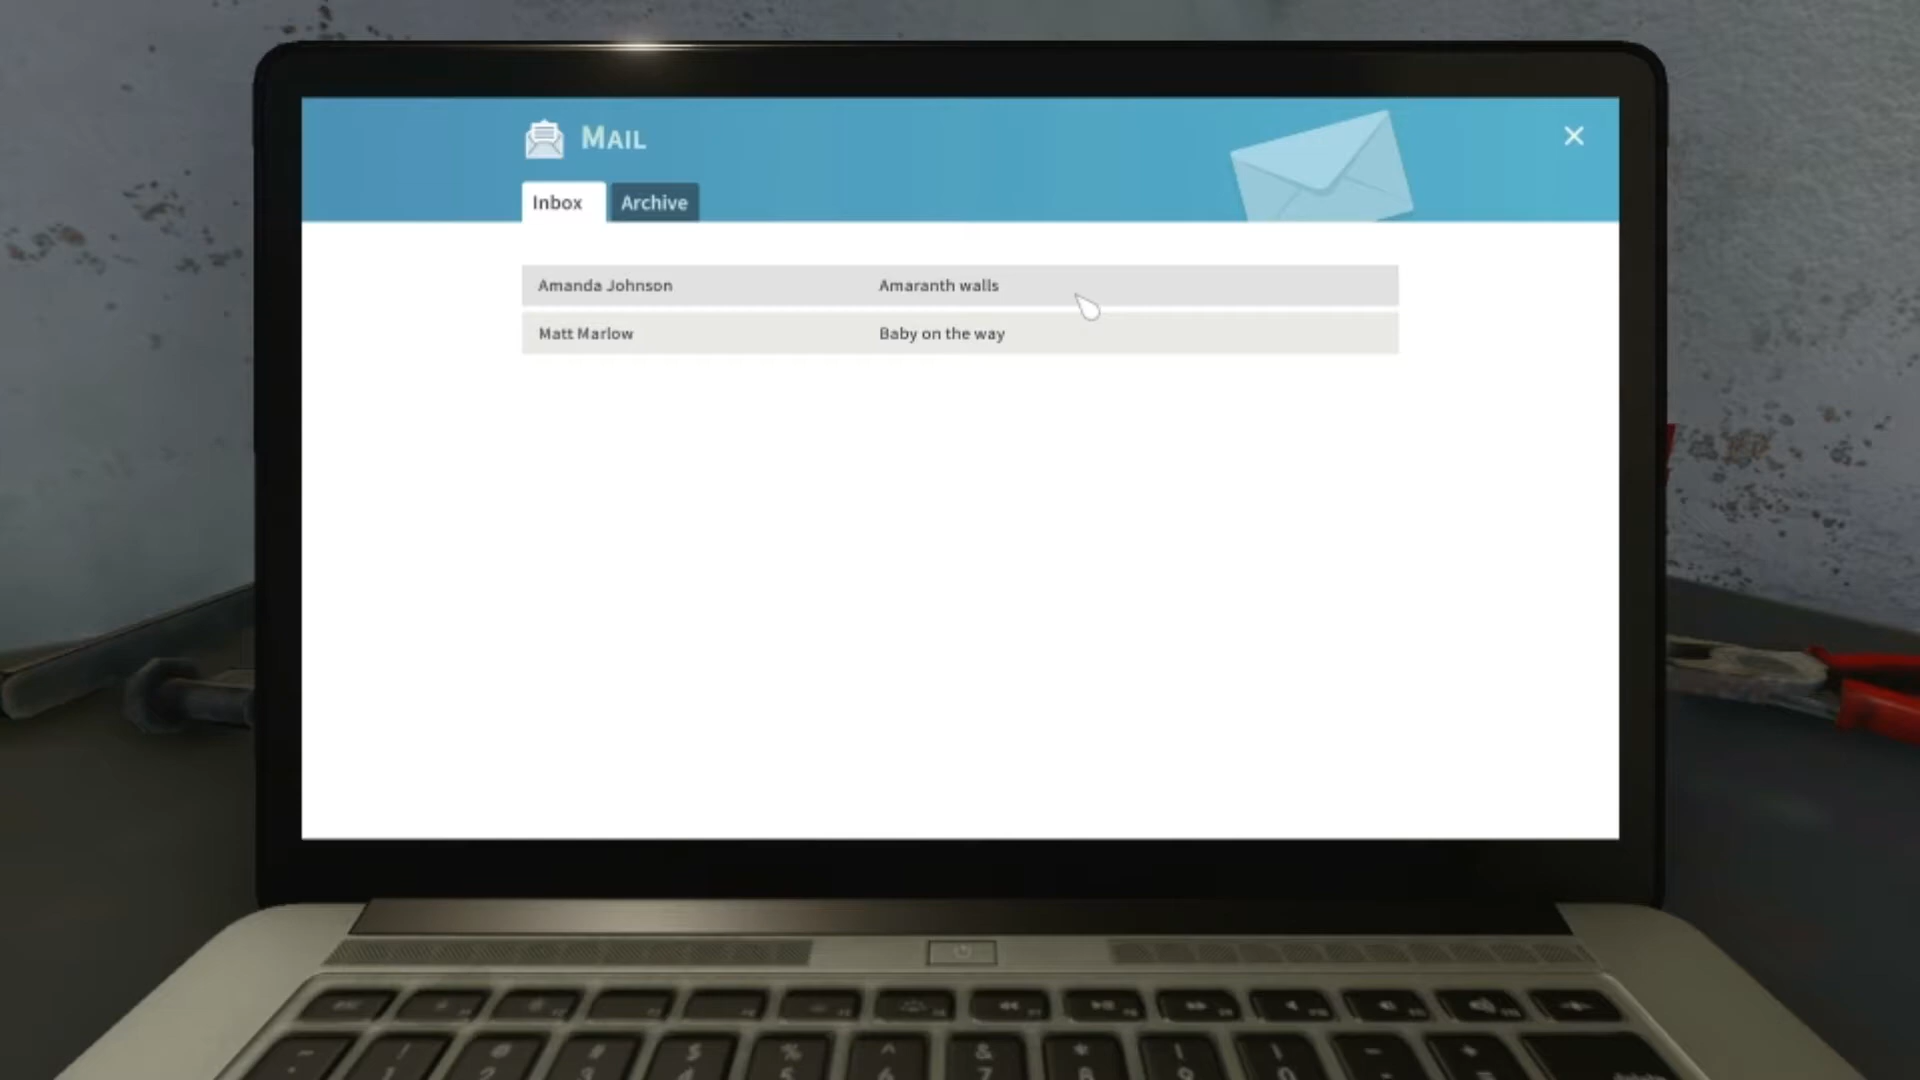 MAIL
Inbox
Archive
Amanda Johnson Amaranth walls
Matt Marlow Baby on the way